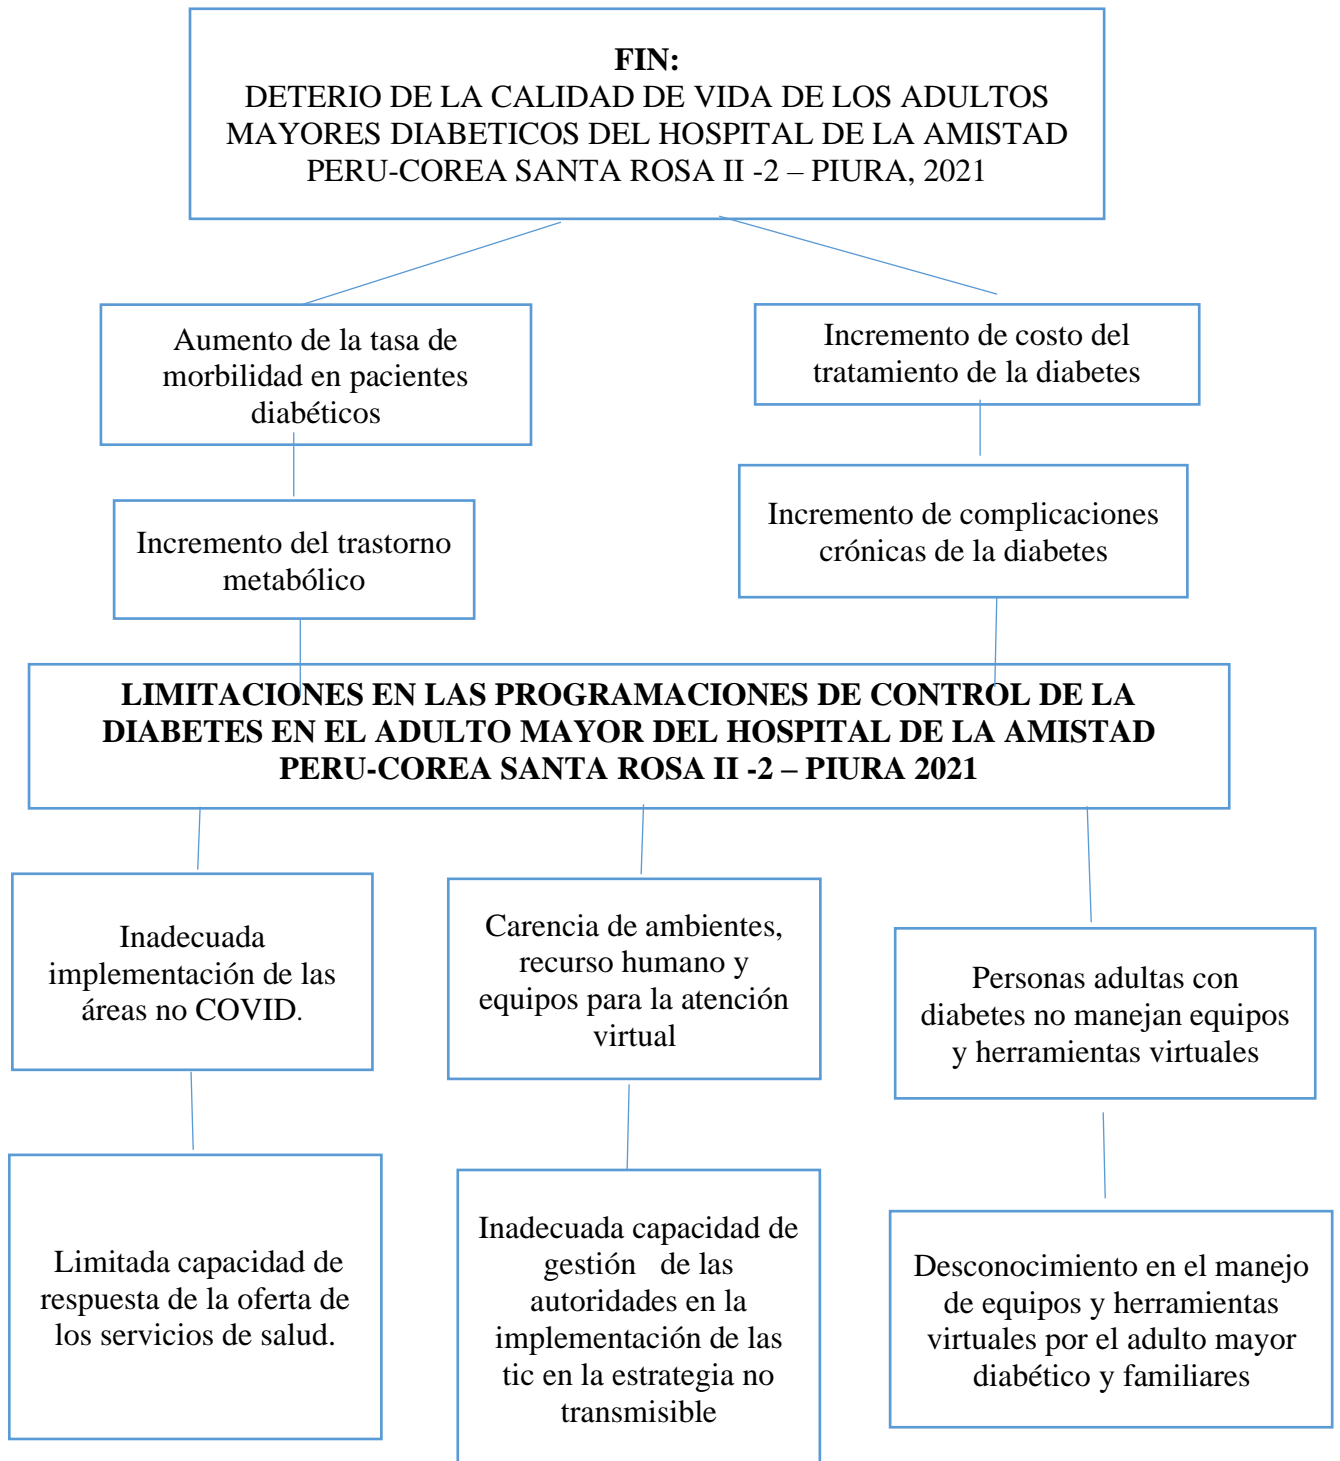 FIN:
DETERIO DE LA CALIDAD DE VIDA DE LOS ADULTOS
MAYORES DIABETICOS DEL HOSPITAL DE LA AMISTAD
PERU-COREA SANTA ROSA II -2 – PIURA, 2021
Aumento de la tasa de
morbilidad en pacientes
diabéticos
Incremento de costo del
tratamiento de la diabetes
Incremento del trastorno
metabólico
Incremento de complicaciones
crónicas de la diabetes
LIMITACIONES EN LAS PROGRAMACIONES DE CONTROL DE LA
DIABETES EN EL ADULTO MAYOR DEL HOSPITAL DE LA AMISTAD
PERU-COREA SANTA ROSA II -2 – PIURA 2021
Inadecuada
implementación de las
áreas no COVID.
Carencia de ambientes,
recurso humano y
equipos para la atención
virtual
Personas adultas con
diabetes no manejan equipos
y herramientas virtuales
Limitada capacidad de
respuesta de la oferta de
los servicios de salud.
Inadecuada capacidad de
gestión de las
autoridades en la
implementación de las
tic en la estrategia no
transmisible
Desconocimiento en el manejo
de equipos y herramientas
virtuales por el adulto mayor
diabético y familiares